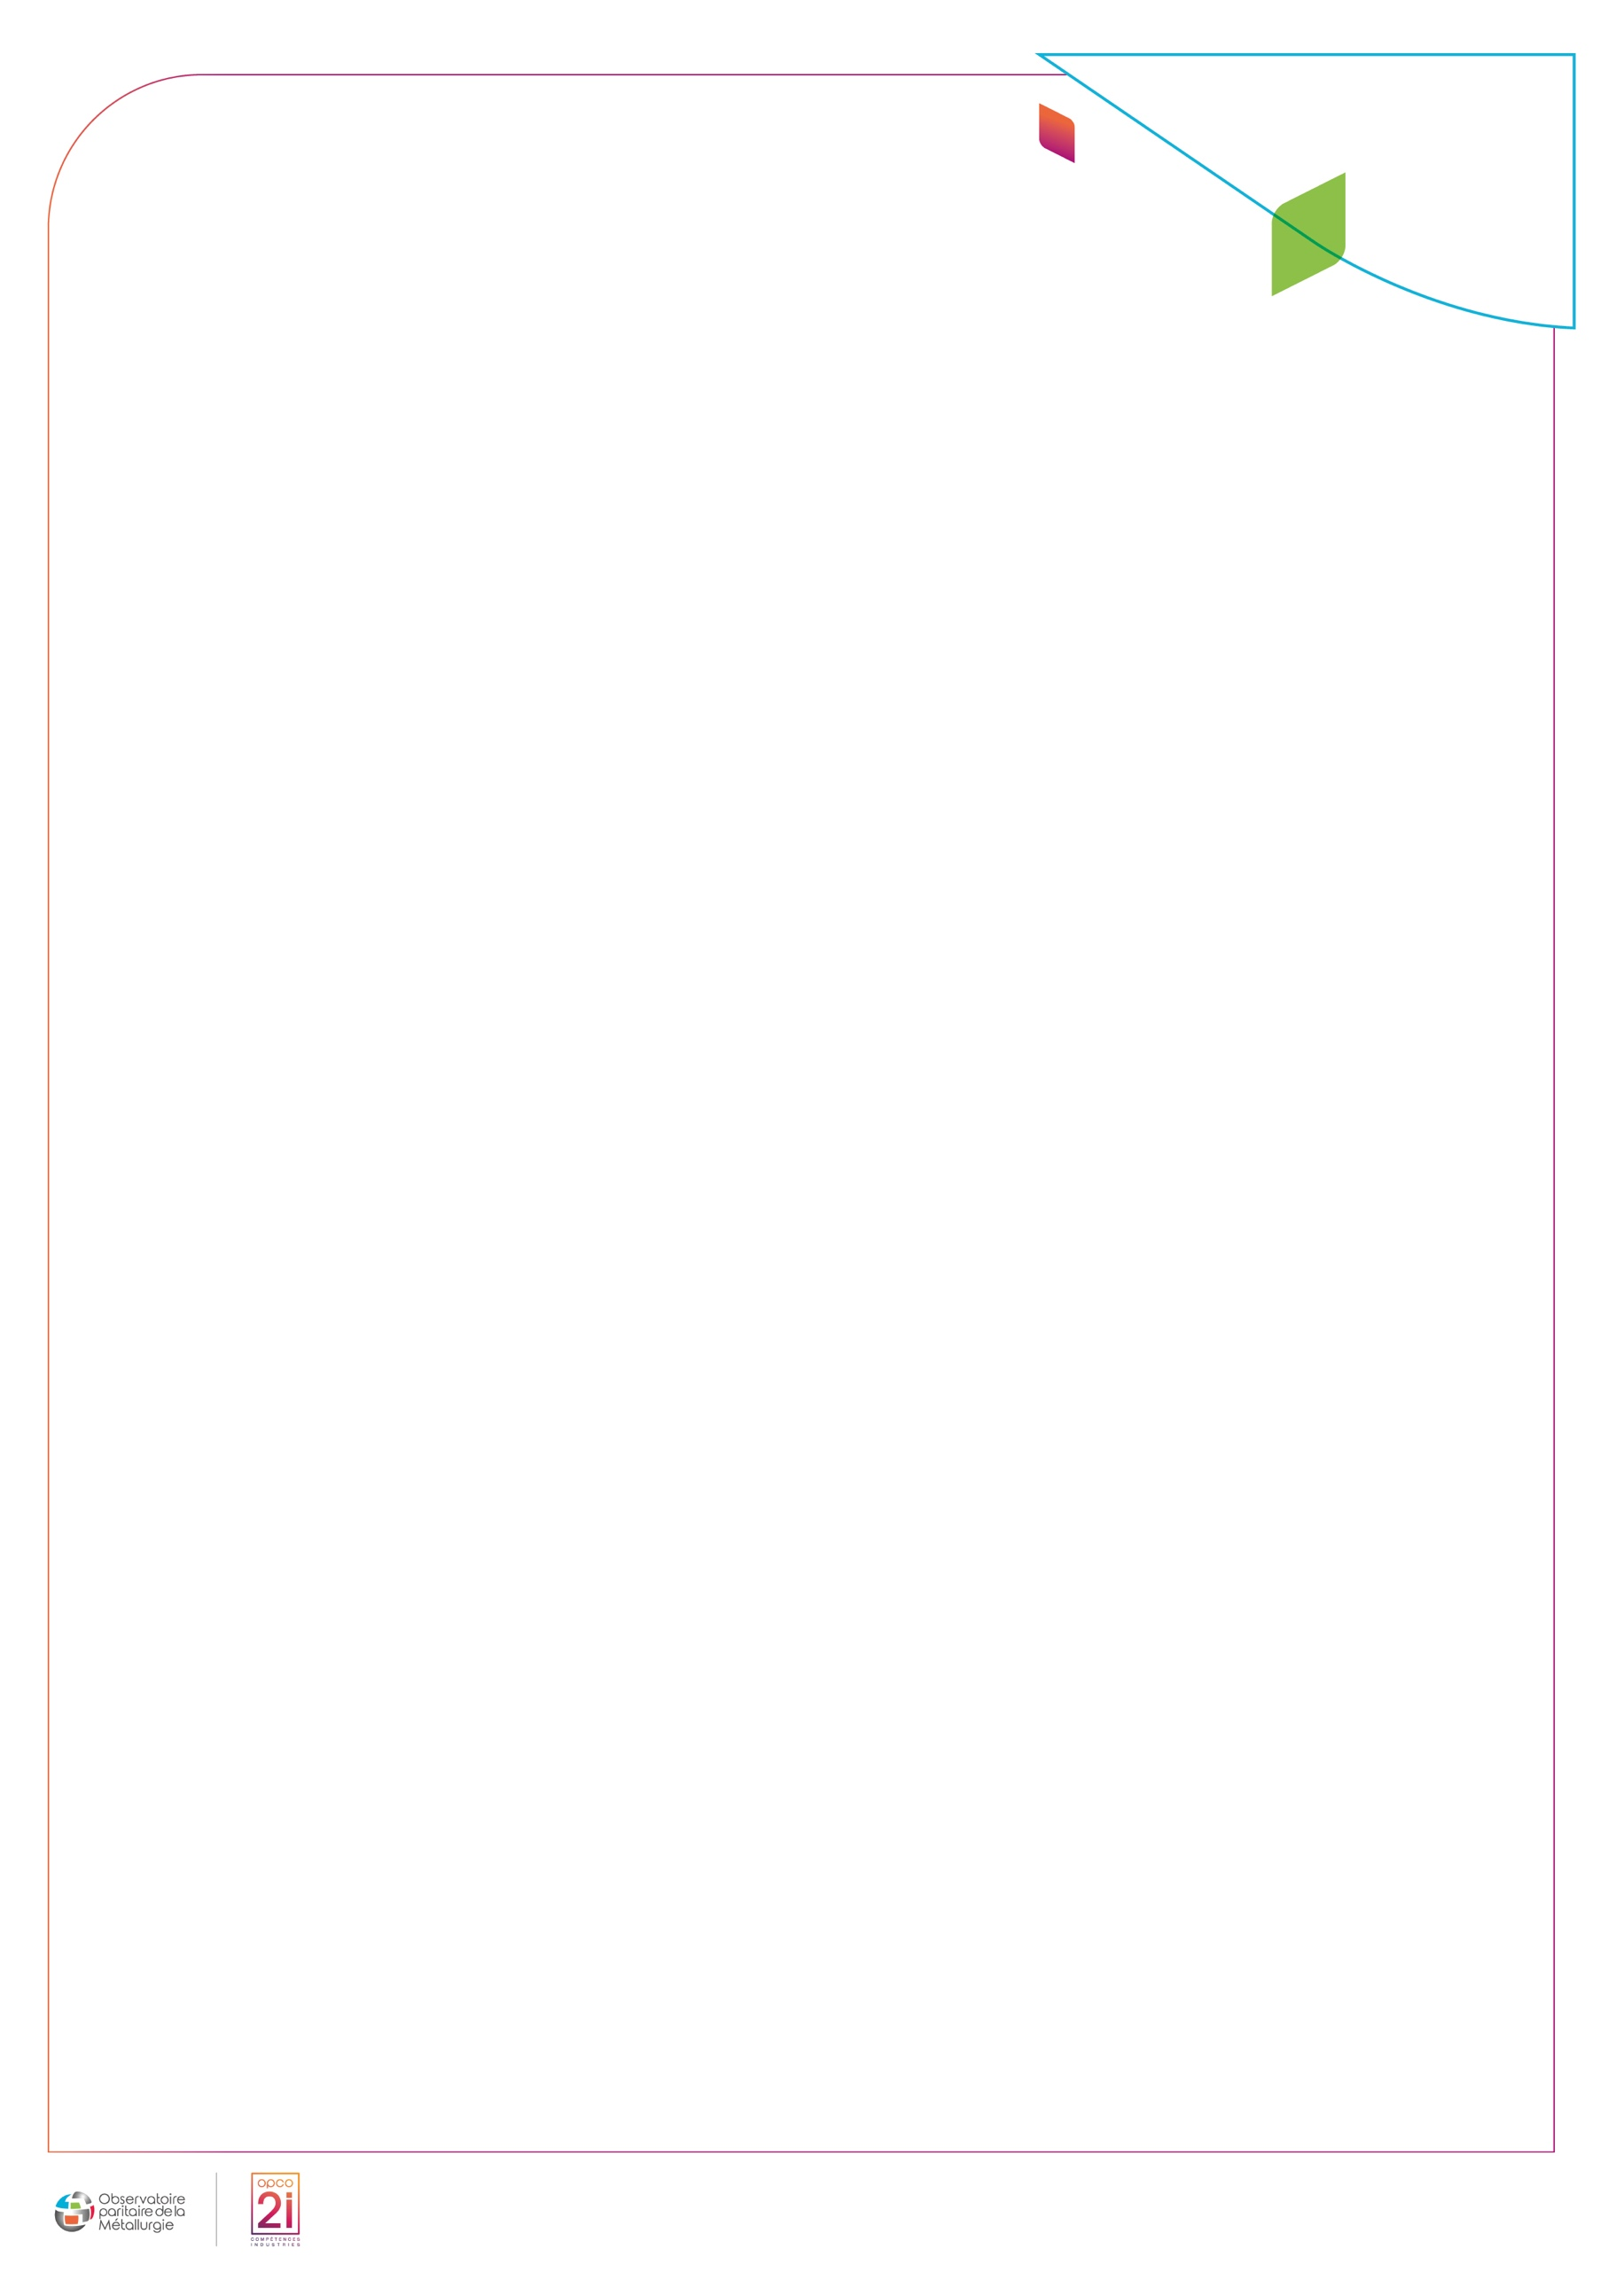 Observatoire
paritaire de la
Métallurgie
opco
2i
COMPÉTENCES
INDUSTRIES